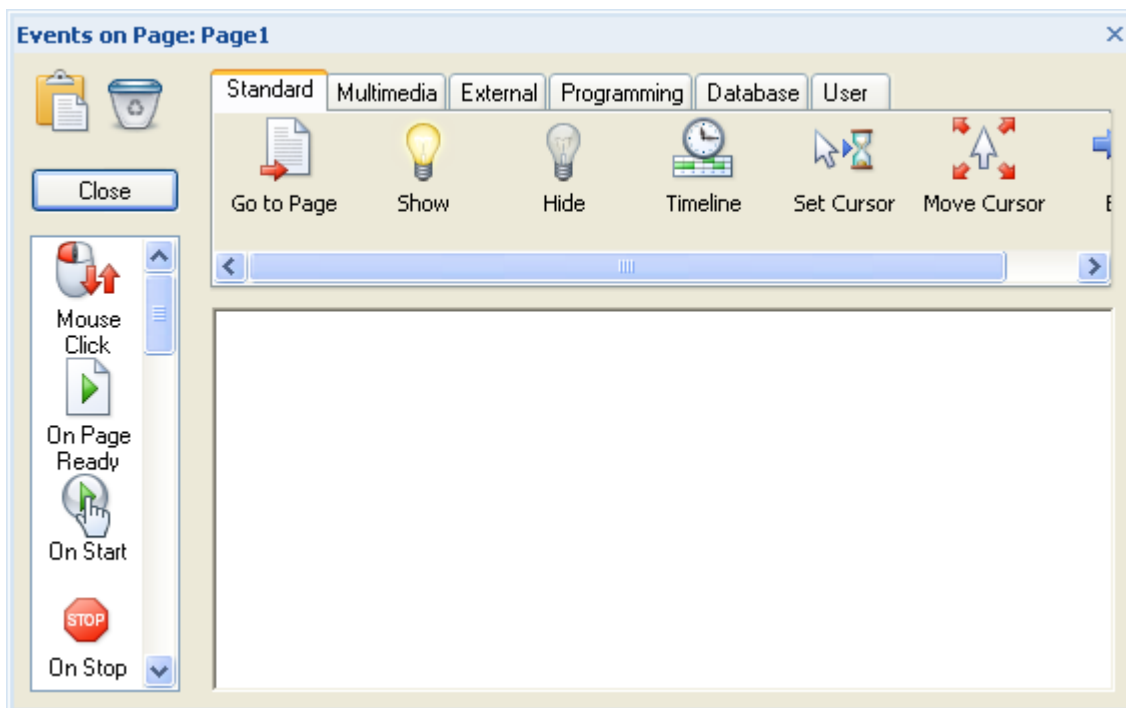 Events on Page: Page1
Standard Multimedia External Programming Database User
Close
Go to Page Show Hide Timeline Set Cursor Move Cursor
Mouse
Click
On Page
Ready
On Start
STOP
On Stop